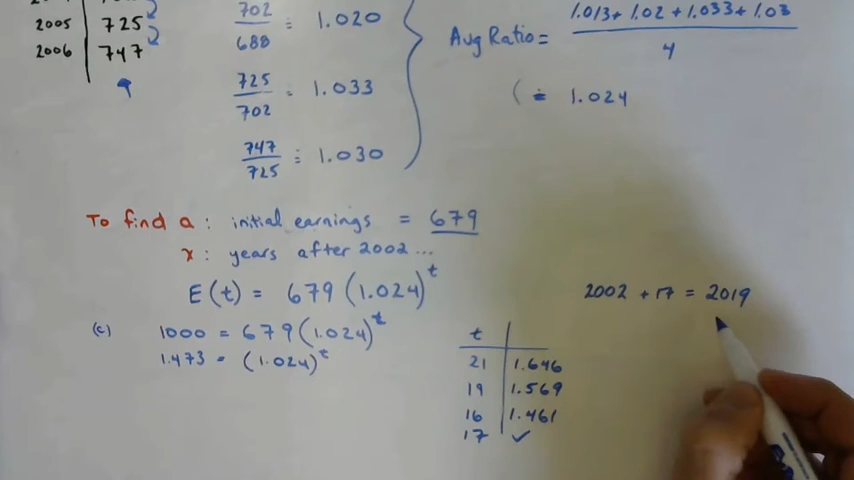 2005 725
2006 747
702
688
≐ 1.020
725
702
≐ 1.033
747
725
≐ 1.030
Avg Ratio = 1.013 + 1.02 + 1.033 + 1.03
4
( ≐ 1.024
To find a : initial earnings = 679
x : years after 2002 ...
E(t) = 679 (1.024)^t
(c) 1000 = 679 (1.024)^t
1.473 = (1.024)^t
t
21 1.646
19 1.569
16 1.461
17 ✓
2002 + 17 = 2019